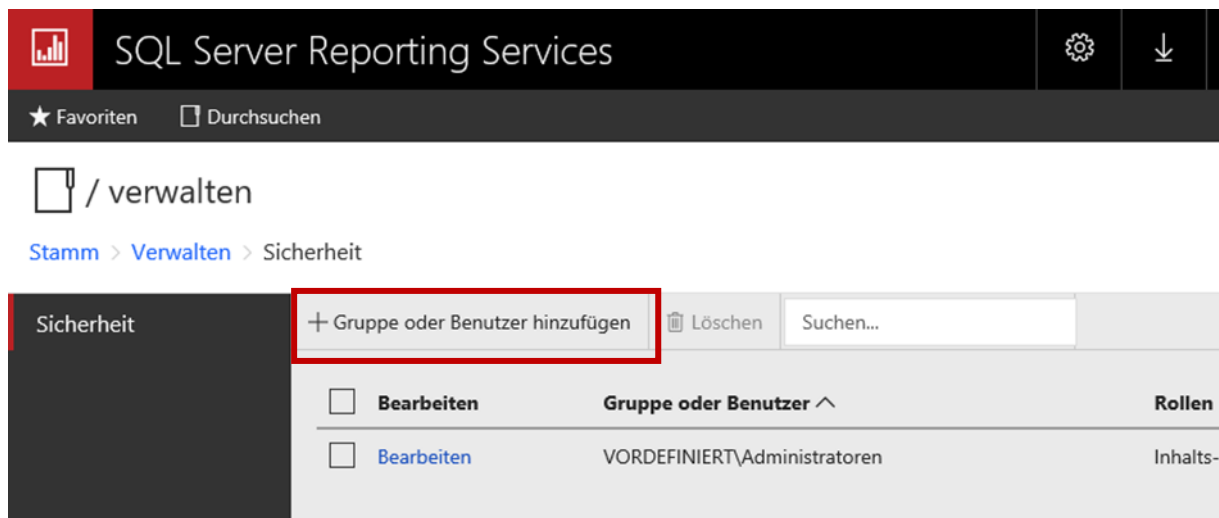 SQL Server Reporting Services
Favoriten Durchsuchen
/ verwalten
Stamm > Verwalten > Sicherheit
Sicherheit + Gruppe oder Benutzer hinzufügen Löschen Suchen...
Bearbeiten Gruppe oder Benutzer Rollen
Bearbeiten VORDEFINIERT\Administratoren Inhalts-